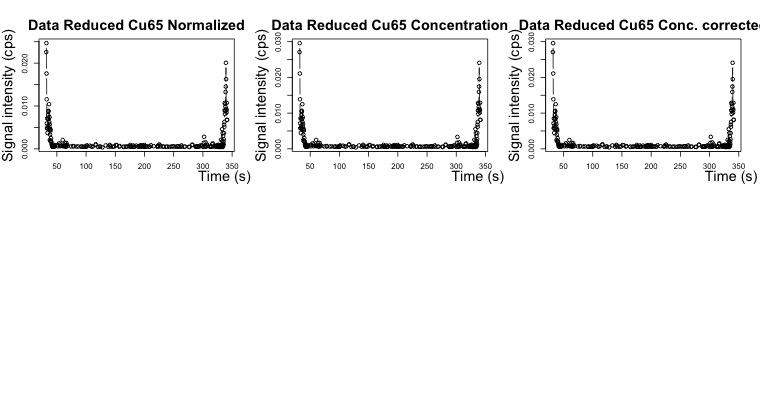 Data Reduced Cu65 Normalized
Signal intensity (cps)
0.000 0.010 0.020
50 100 150 200 250 300 350
Time (s)
Data Reduced Cu65 Concentration
Signal intensity (cps)
0.000 0.010 0.020 0.030
50 100 150 200 250 300 350
Time (s)
Data Reduced Cu65 Conc. correcte
Signal intensity (cps)
0.000 0.010 0.020 0.030
50 100 150 200 250 300 350
Time (s)